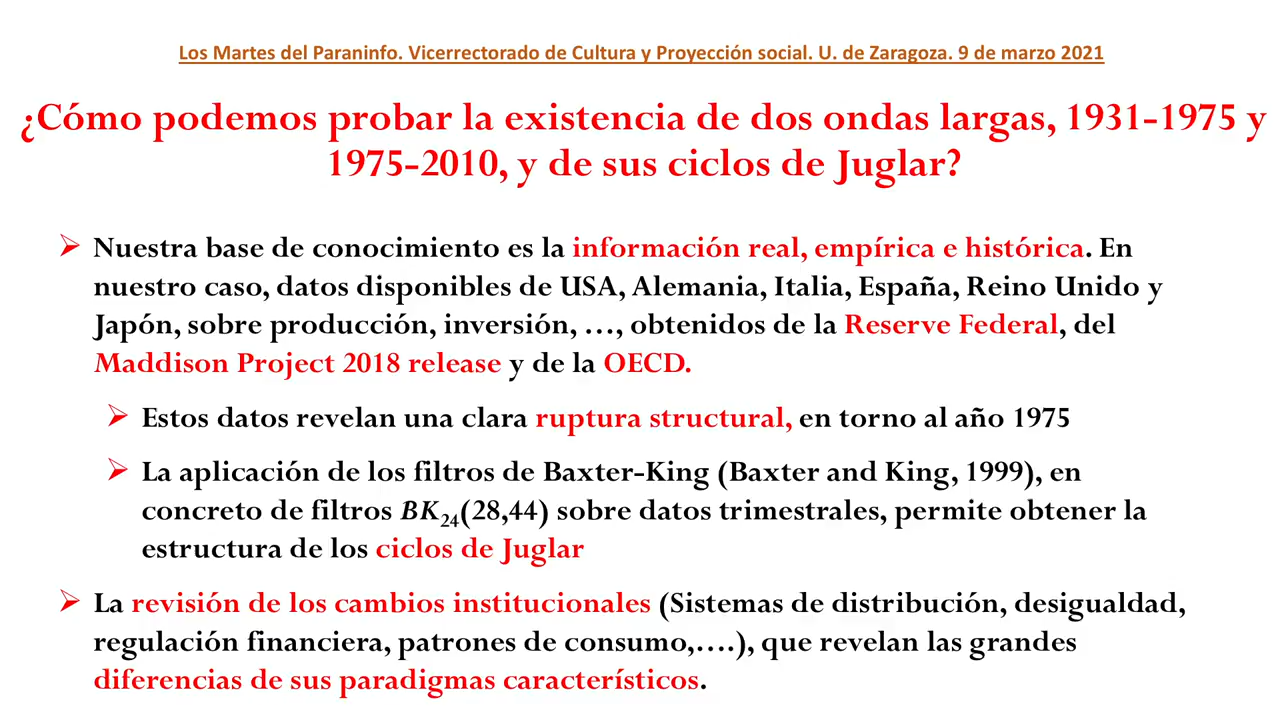 Los Martes del Paraninfo. Vicerrectorado de Cultura y Proyección social. U. de Zaragoza. 9 de marzo 2021
¿Cómo podemos probar la existencia de dos ondas largas, 1931-1975 y
1975-2010, y de sus ciclos de Juglar?
Nuestra base de conocimiento es la información real, empírica e histórica. En
nuestro caso, datos disponibles de USA, Alemania, Italia, España, Reino Unido y
Japón, sobre producción, inversión, …, obtenidos de la Reserve Federal, del
Maddison Project 2018 release y de la OECD.
Estos datos revelan una clara ruptura structural, en torno al año 1975
La aplicación de los filtros de Baxter-King (Baxter and King, 1999), en
concreto de filtros BK₂₄(28,44) sobre datos trimestrales, permite obtener la
estructura de los ciclos de Juglar
La revisión de los cambios institucionales (Sistemas de distribución, desigualdad,
regulación financiera, patrones de consumo,….), que revelan las grandes
diferencias de sus paradigmas característicos.